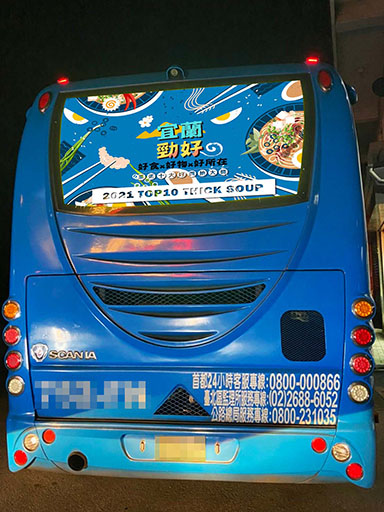 宜蘭
勁好
好食×好物×好所在
2021 TOP10 THICK SOUP
SCANIA
首都24小時客服專線:0800-000866
臺北區監理所服務專線:(02)2688-6052
公路總局服務專線:0800-231035